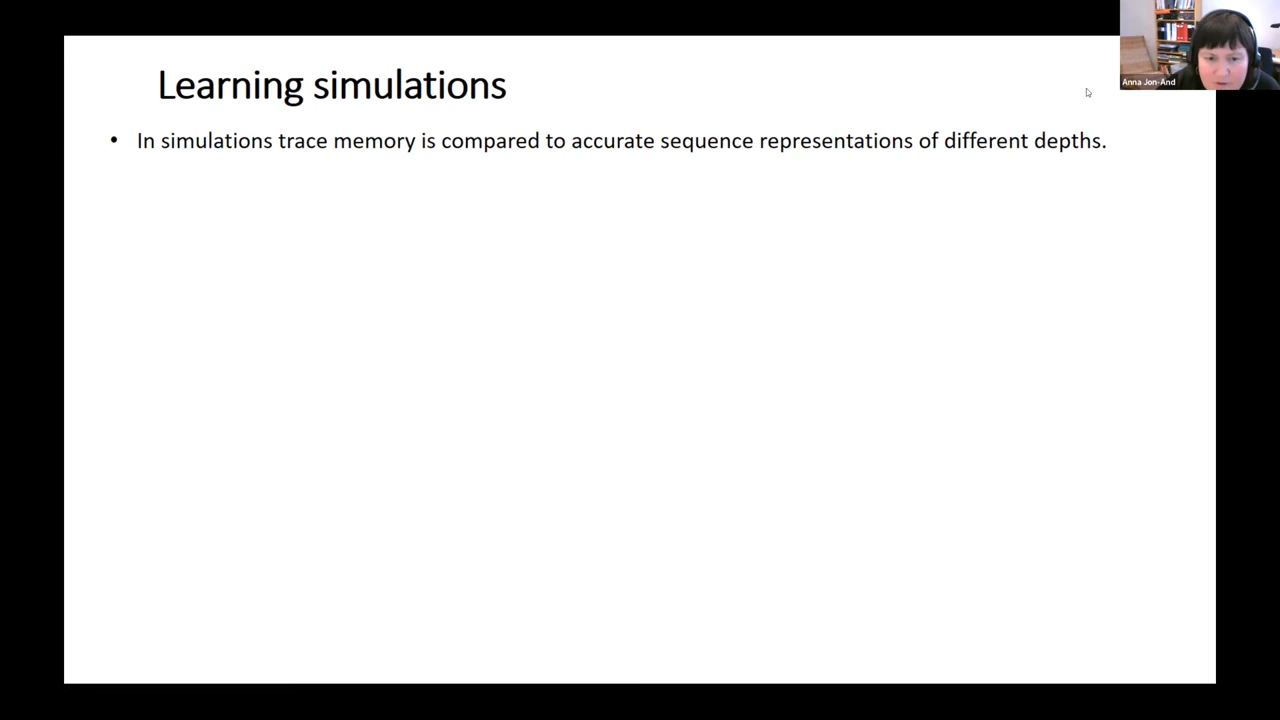 Learning simulations
• In simulations trace memory is compared to accurate sequence representations of different depths.
Anna Jon-And